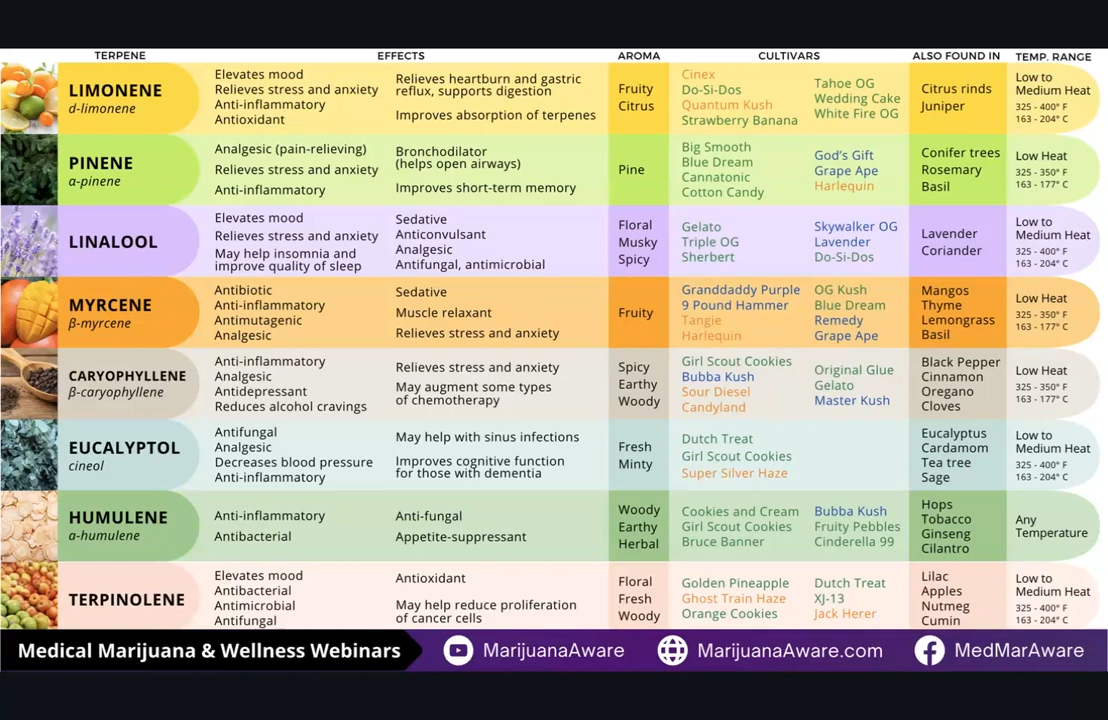 TERPENE EFFECTS AROMA CULTIVARS ALSO FOUND IN TEMP. RANGE
LIMONENE
d-limonene
Elevates mood
Relieves stress and anxiety
Anti-inflammatory
Antioxidant
Relieves heartburn and gastric
reflux, supports digestion
Improves absorption of terpenes
Fruity
Citrus
Cinex
Do-Si-Dos
Quantum Kush
Strawberry Banana
Tahoe OG
Wedding Cake
White Fire OG
Citrus rinds
Juniper
Low to
Medium Heat
325 - 400° F
163 - 204° C
PINENE
α-pinene
Analgesic (pain-relieving)
Relieves stress and anxiety
Anti-inflammatory
Bronchodilator
(helps open airways)
Improves short-term memory
Pine
Big Smooth
Blue Dream
Cannatonic
Cotton Candy
God's Gift
Grape Ape
Harlequin
Conifer trees
Rosemary
Basil
Low Heat
325 - 350° F
163 - 177° C
LINALOOL
Elevates mood
Relieves stress and anxiety
May help insomnia and
improve quality of sleep
Sedative
Anticonvulsant
Analgesic
Antifungal, antimicrobial
Floral
Musky
Spicy
Gelato
Triple OG
Sherbert
Skywalker OG
Lavender
Do-Si-Dos
Lavender
Coriander
Low to
Medium Heat
325 - 400° F
163 - 204° C
MYRCENE
β-myrcene
Antibiotic
Anti-inflammatory
Antimutagenic
Analgesic
Sedative
Muscle relaxant
Relieves stress and anxiety
Fruity
Granddaddy Purple
9 Pound Hammer
Tangie
Harlequin
OG Kush
Blue Dream
Remedy
Grape Ape
Mangos
Thyme
Lemongrass
Basil
Low Heat
325 - 350° F
163 - 177° C
CARYOPHYLLENE
β-caryophyllene
Anti-inflammatory
Analgesic
Antidepressant
Reduces alcohol cravings
Relieves stress and anxiety
May augment some types
of chemotherapy
Spicy
Earthy
Woody
Girl Scout Cookies
Bubba Kush
Sour Diesel
Candyland
Original Glue
Gelato
Master Kush
Black Pepper
Cinnamon
Oregano
Cloves
Low Heat
325 - 350° F
163 - 177° C
EUCALYPTOL
cineol
Antifungal
Analgesic
Decreases blood pressure
Anti-inflammatory
May help with sinus infections
Improves cognitive function
for those with dementia
Fresh
Minty
Dutch Treat
Girl Scout Cookies
Super Silver Haze
Eucalyptus
Cardamom
Tea tree
Sage
Low to
Medium Heat
325 - 400° F
163 - 204° C
HUMULENE
α-humulene
Anti-inflammatory
Antibacterial
Anti-fungal
Appetite-suppressant
Woody
Earthy
Herbal
Cookies and Cream
Girl Scout Cookies
Bruce Banner
Bubba Kush
Fruity Pebbles
Cinderella 99
Hops
Tobacco
Ginseng
Cilantro
Any
Temperature
TERPINOLENE
Elevates mood
Antibacterial
Antimicrobial
Antifungal
Antioxidant
May help reduce proliferation
of cancer cells
Floral
Fresh
Woody
Golden Pineapple
Ghost Train Haze
Orange Cookies
Dutch Treat
XJ-13
Jack Herer
Lilac
Apples
Nutmeg
Cumin
Low to
Medium Heat
325 - 400° F
163 - 204° C
Medical Marijuana & Wellness Webinars MarijuanaAware MarijuanaAware.com MedMarAware